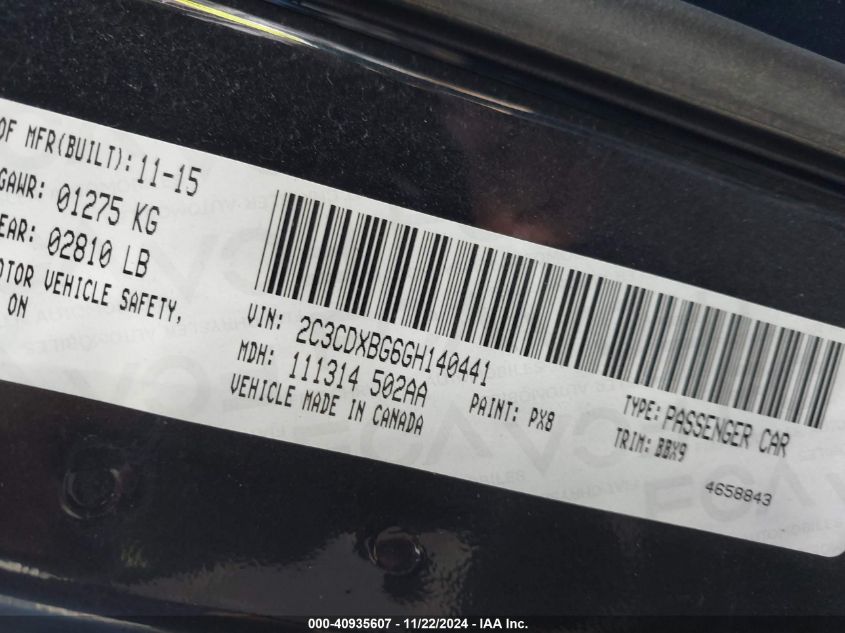 OF MFR(BUILT): 11-15
GAWR: 01275 KG
EAR: 02810 LB
OTOR VEHICLE SAFETY,
ON
VIN: 2C3CDXBG6GH140441
MDH: 111314 502AA
VEHICLE MADE IN CANADA
PAINT: PX8
TYPE: PASSENGER CAR
TRIM: BBX9
4658843
000-40935607 - 11/22/2024 - IAA Inc.